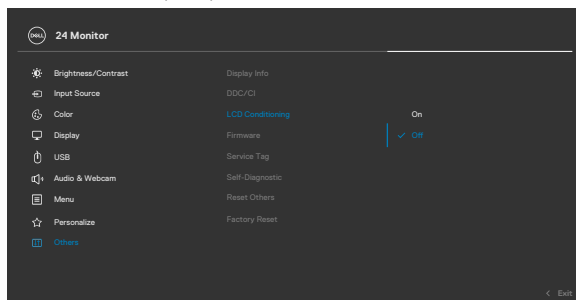 DELL
24 Monitor
Brightness/Contrast
Input Source
Color
Display
USB
Audio & Webcam
Menu
Personalize
Others
Display Info
DDC/CI
LCD Conditioning
Firmware
Service Tag
Self-Diagnostic
Reset Others
Factory Reset
On
Off
Exit